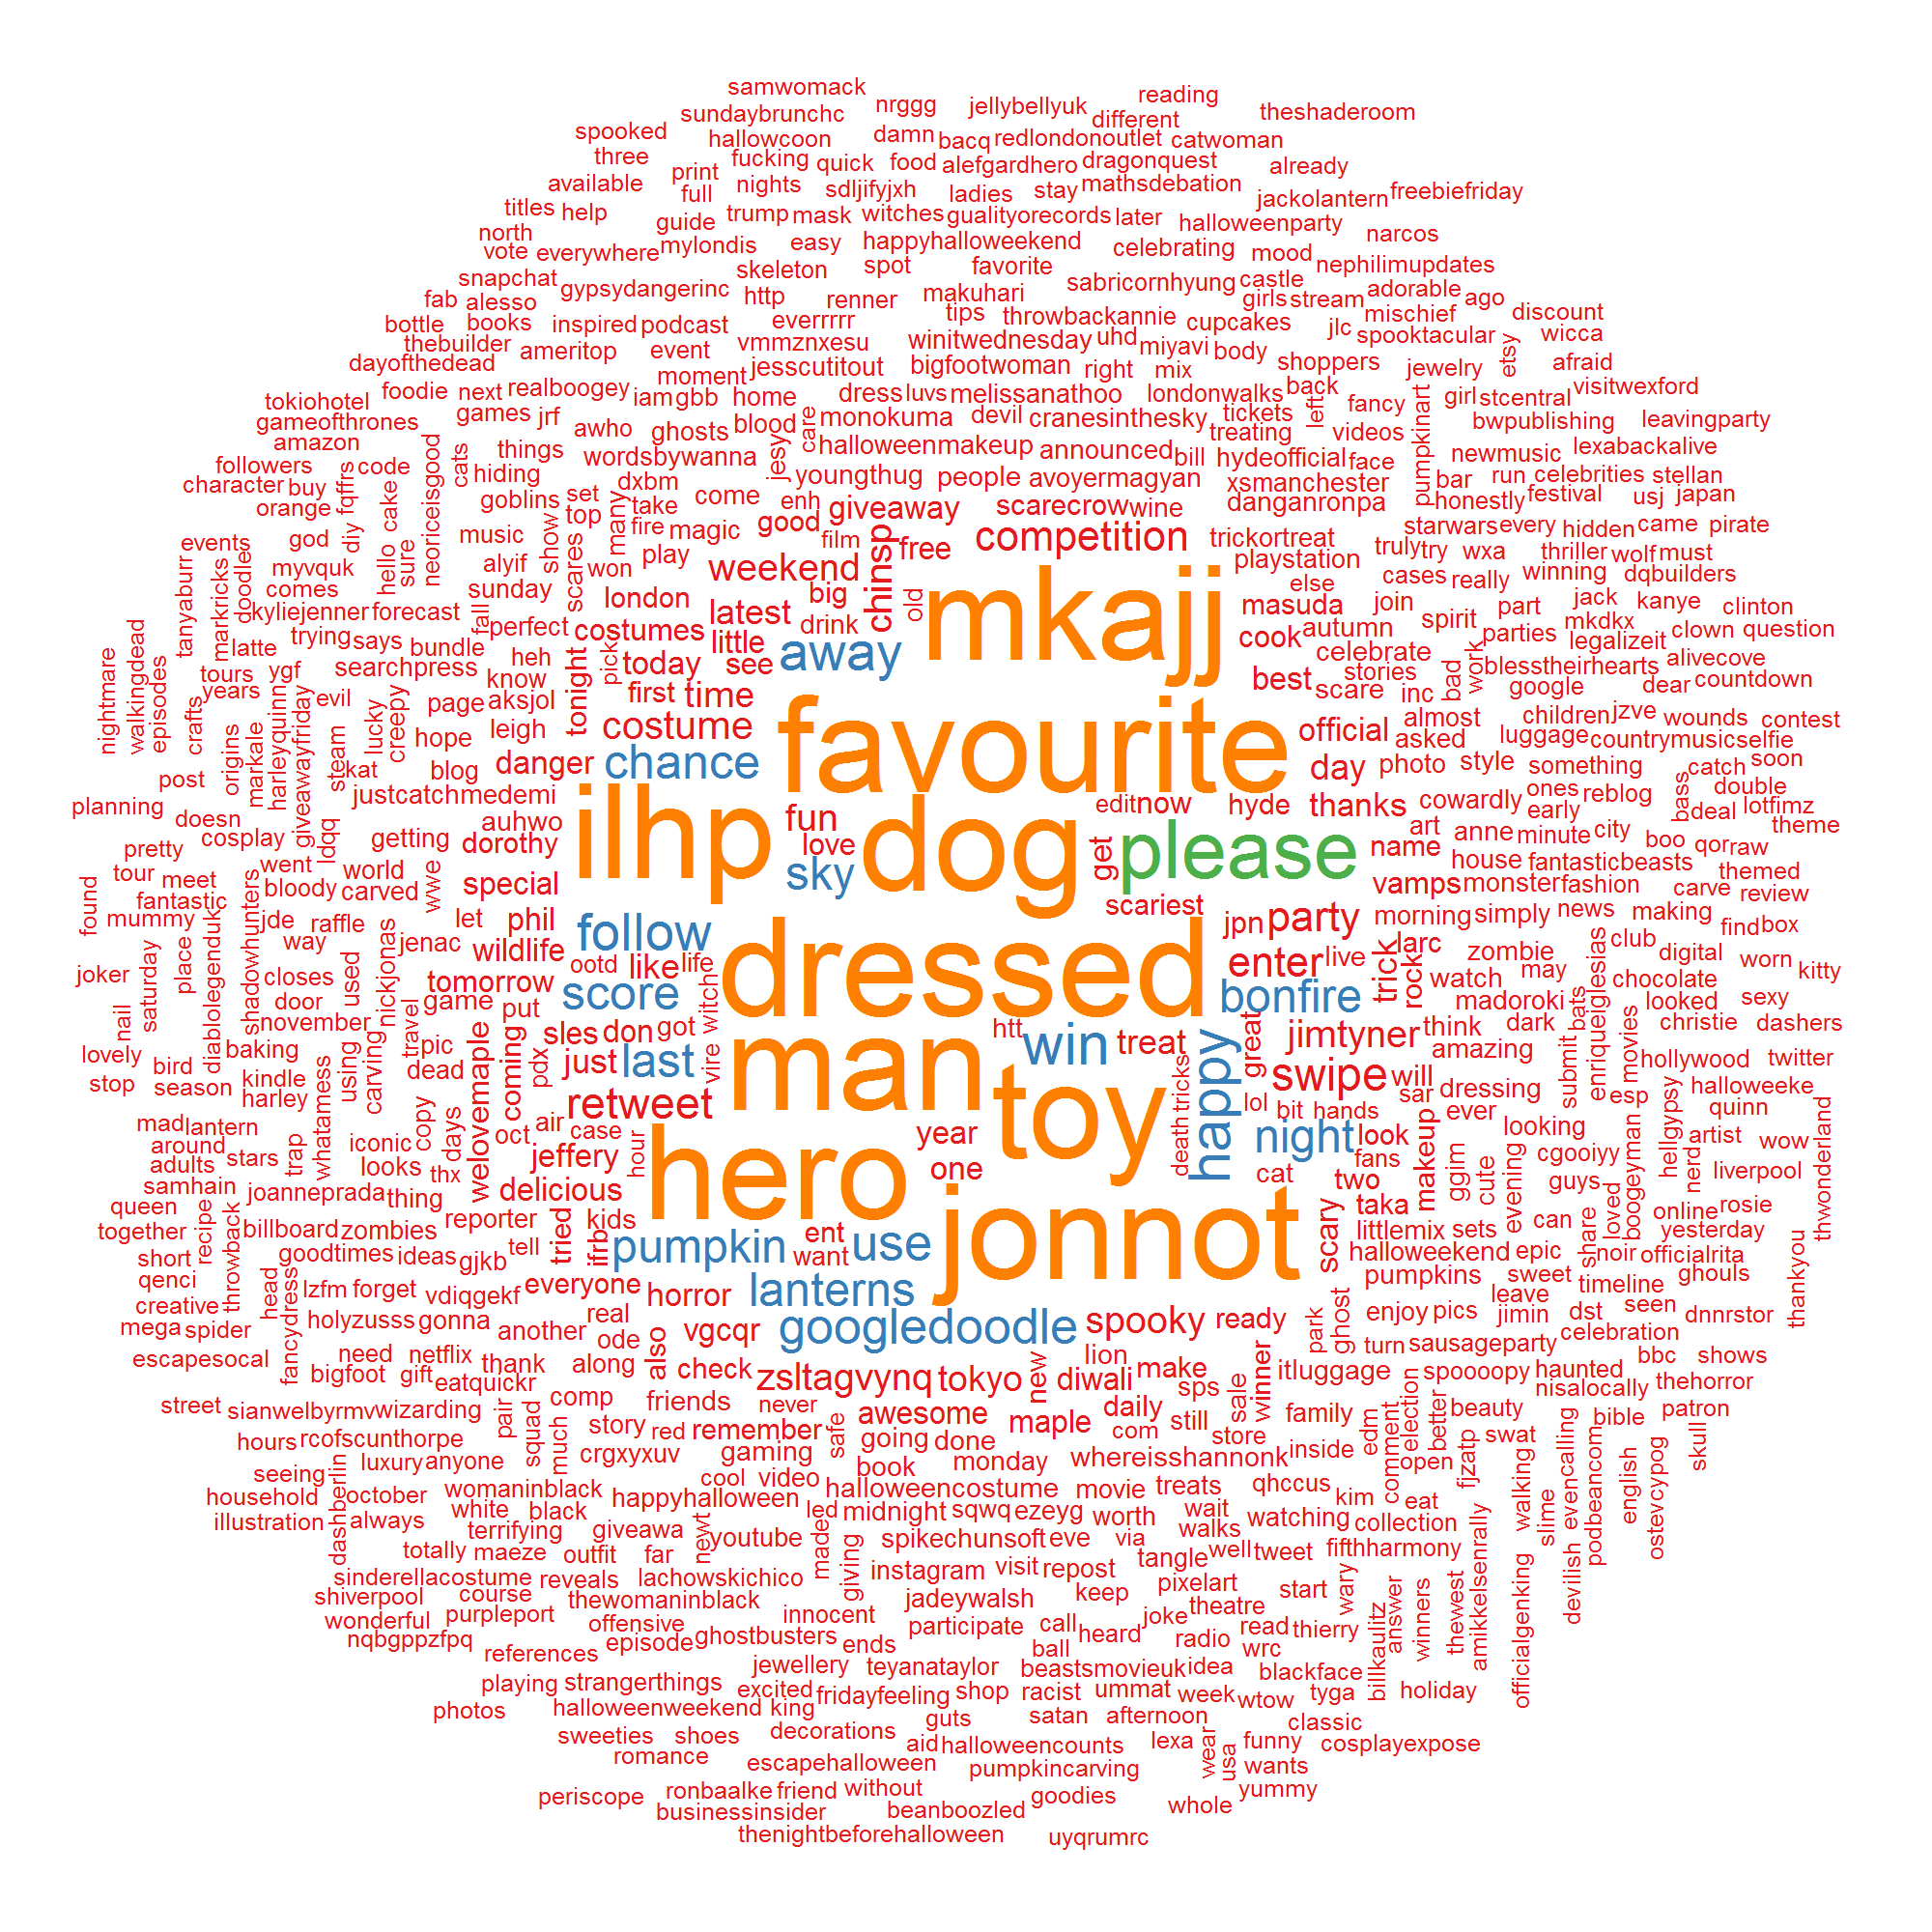 samwomack
sundaybrunchc nrggg jellybellyuk reading
spooked hallowcoon damn different theshaderoom
three fucking quick food bacq redlondonoutlet catwoman
available print nights sdljifyjxh alefgardhero dragonquest already
titles help full trump mask witches ladies stay mathsdebation jackolantern freebiefriday
north guide gualityorecords later halloweenparty narcos
vote everywhere mylondis easy happyhalloweekend celebrating mood
snapchat skeleton spot favorite sabricornhyung castle nephilimupdates
fab alesso gypsydangerinc http renner makuhari girls stream adorable ago
bottle books inspired podcast everrrrr tips throwbackannie cupcakes jlc mischief discount
thebuilder ameritop event vmmznxesu winitwednesday uhd miyavi body spooktacular wicca
dayofthedead moment jesscutitout bigfootwoman right mix shoppers jewelry etsy afraid
foodie next realboogey iam gbb home dress luvs melissanathoo londonwalks back fancy girl stcentral visitwexford
tokiohotel games jrf awho ghosts blood care monokuma devil cranesinthesky tickets left bwpublishing leavingparty
gameofthrones things wordsbywanna jesy halloweenmakeup announced treating videos pumpkinart newmusic lexabackalive
amazon followers code cats hiding dxbm youngthug people avoyermagyan bill hydeofficial face bar run celebrities stellan
character buy fqffrs cake neoriceisgood goblins set take come enh giveaway scarecrow wine xsmanchester danganronpa honestly festival usj japan
orange god diy hello sure music show top many fire magic good film free competition trickortreat starwars every hidden came pirate
events myvquk alyif scares won play weekend chinsp playstation truly try wxa thriller wolf must
comes doodle sunday london latest big old mkajj else cases really winning dqbuilders
tanyaburr markricks kyliejenner forecast fall perfect costumes little drink masuda join spirit part jack kanye clinton
latte trying says bundle heh pick today see away cook autumn parties mkdkx legalizeit clown question
nightmare walkingdead episodes tours ygf searchpress know tonight first time best celebrate stories bad work blesstheirhearts alivecove
years evil lucky creepy page aksjol costume favourite scare inc google dear countdown
crafts origins markale harleyquinn giveawayfriday steam hope leigh official almost children jzve wounds contest
post kat blog danger chance day asked luggage countrymusicselfie
planning justcatchmedemi photo style something catch soon
doesn auhwo ilhp fun dog edit now hyde thanks cowardly ones reblog bass double
pretty cosplay lddq getting dorothy love please art early deal lotfimz
tour meet went world wwe special sky get name anne minute city boo qor raw theme
found fantastic bloody carved let phil scariest vamps house fantasticbeasts themed
mummy diablolegenduk shadowhunters jde raffle jenac wildlife follow dressed jpn party monster fashion carve review
joker saturday place way used nickjonas tomorrow ootd like life enter live trick larc morning simply news making find box
nail closes door game put score witch bonfire rock zombie enriqueiglesias club digital worn kitty
november travel pic sles don got man htt win treat happy great jimtyner watch may chocolate
lovely bird baking using carving dead pdx just last vire toy think madoroki bats looked sexy
stop season kindle welovemaple coming retweet tricks swipe will amazing dark submit movies christie dashers
harley whatamess copy air hero death lol bit hands sar dressing esp hollywood twitter
mad lantern trap days oct case year night look ever looking halloweeke
around iconic thx jeffery hour one cat fans makeup ggim cute cgooiyy boogeyman hellgypsy quinn thwonderland
adults stars looks delicious two evening guys nerd artist wow
samhain joanneprada thing reporter kids jonnot taka loved liverpool
queen recipe billboard zombies tell tried ifrbj pumpkin ent use scary littlemix sets can share online rosie
together throwback goodtimes ideas gjkb want halloweekend epic noir yesterday
short lzfm forget vdiqgekf everyone horror lanterns pumpkins sweet timeline officialrita
qenci head holyzusss gonna real googledoodle spooky ready park ghost enjoy pics leave jimin dst seen ghouls thankyou
creative fancydress another ode vgcqr turn sausageparty celebration dnnrstor
mega spider need netflix thank along also check lion bbc shows
escapesocal bigfoot gift eatquickr comp zsltagvynq tokyo new diwali make itluggage spoooopy haunted thehorror
street sianwelbyrmv wizarding pair friends never awesome maple daily sps sale winner family nisalocally patron
hours rcofscunthorpe squad much story red remember safe com still store edm election better beauty bible
seeing luxury anyone crgxyxuv gaming going done monday whereisshannonk inside comment open swat skull
household october womaninblack cool video book halloweencostume movie treats qhccus kim fjzatp evencalling english
illustration always white black happyhalloween led midnight sqwq ezeyg worth wait watching eat collection walking slime podbeancom ostevcypog
dashberlin terrifying giveawa newt youtube made spikechunsoft eve via walks fifthharmony
totally maeze outfit far giving instagram visit repost tangle well tweet amikkelsenrally devilish
sinderellacostume reveals lachowskichico jadeywalsh keep pixelart start wary answer winners thewest officialgenking
shiverpool course thewomaninblack innocent participate call joke theatre
wonderful purpleport offensive episode ghostbusters ends ball heard radio read thierry billkaulitz
nqbgppzfpq references jewellery teyanataylor beastsmovieuk idea wrc blackface
playing strangerthings excited fridayfeeling shop racist ummat week wtow tyga holiday
photos halloweenweekend king guts satan afternoon classic
sweeties shoes decorations aid halloweencounts lexa wear usa funny cosplayexpose
romance escapehalloween pumpkincarving wants
periscope ronbaalke friend without goodies yummy
businessinsider beanboozled whole
thenightbeforehalloween uyqrumrc